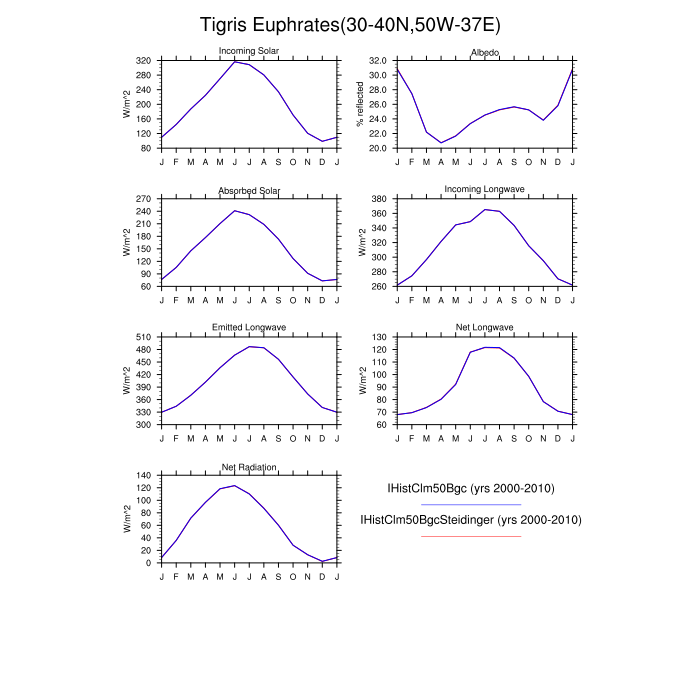 Tigris Euphrates(30-40N,50W-37E)
Incoming Solar
W/m^2
320
280
240
200
160
120
80
J F M A M J J A S O N D J
Albedo
% reflected
32.0
30.0
28.0
26.0
24.0
22.0
20.0
J F M A M J J A S O N D J
Absorbed Solar
W/m^2
270
240
210
180
150
120
90
60
J F M A M J J A S O N D J
Incoming Longwave
W/m^2
380
360
340
320
300
280
260
J F M A M J J A S O N D J
Emitted Longwave
W/m^2
510
480
450
420
390
360
330
300
J F M A M J J A S O N D J
Net Longwave
W/m^2
130
120
110
100
90
80
70
60
J F M A M J J A S O N D J
Net Radiation
W/m^2
140
120
100
80
60
40
20
0
J F M A M J J A S O N D J
IHistClm50Bgc (yrs 2000-2010)
IHistClm50BgcSteidinger (yrs 2000-2010)